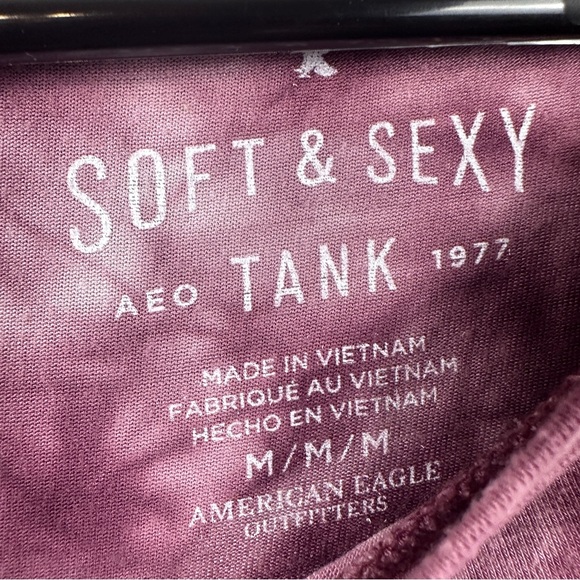 SOFT & SEXY
AEO TANK 1977
MADE IN VIETNAM
FABRIQUÉ AU VIETNAM
HECHO EN VIETNAM
M/M/M
AMERICAN EAGLE
OUTFITTERS